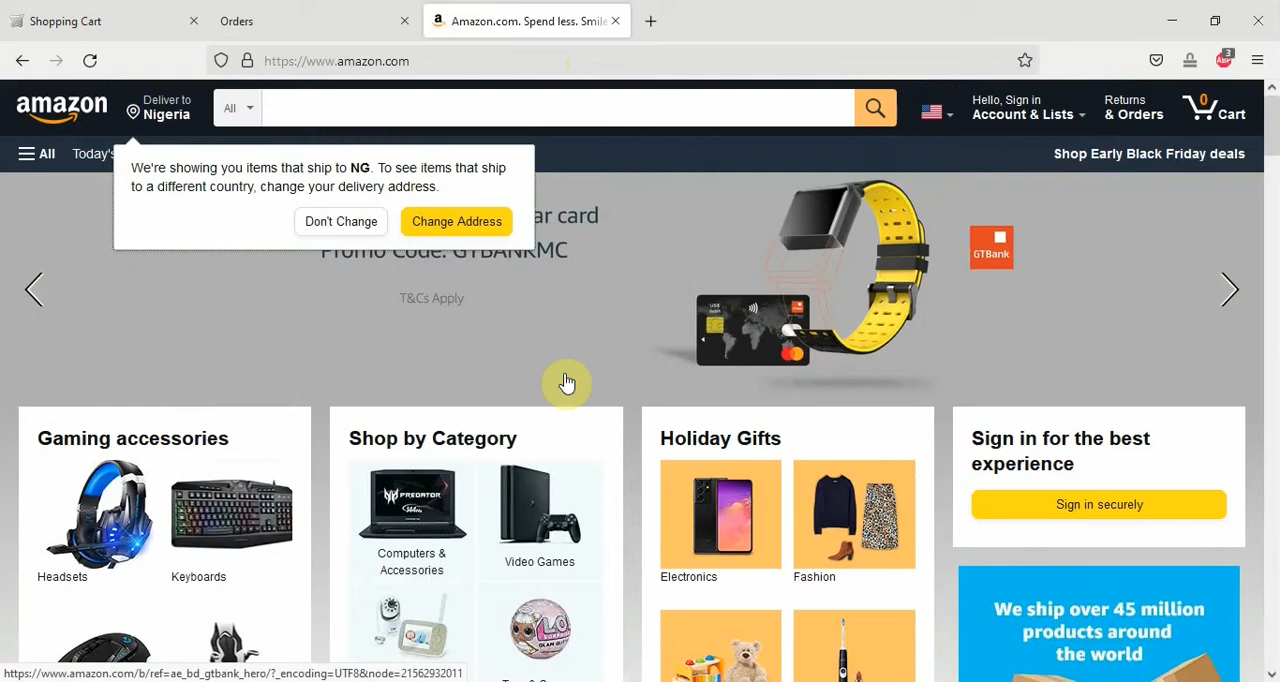 Shopping Cart
Orders
Amazon.com. Spend less. Smile
https://www.amazon.com
3
ABP
amazon
Deliver to
Nigeria
All
Hello, Sign in
Account & Lists
Returns
& Orders
0
Cart
All
Today's
Shop Early Black Friday deals
We're showing you items that ship to NG. To see items that ship
to a different country, change your delivery address.
Don't Change
Change Address
ar card
Promo Code: GTBANKMC
T&Cs Apply
GTBank
Gaming accessories
Headsets
Keyboards
Shop by Category
PREDATOR
Computers &
Accessories
Video Games
L.O.L.
SURPRISE
Holiday Gifts
Electronics
Fashion
Sign in for the best
experience
Sign in securely
We ship over 45 million
products around
the world
https://www.amazon.com/b/ref=ae_bd_gtbank_hero/?_encoding=UTF8&node=21562932011